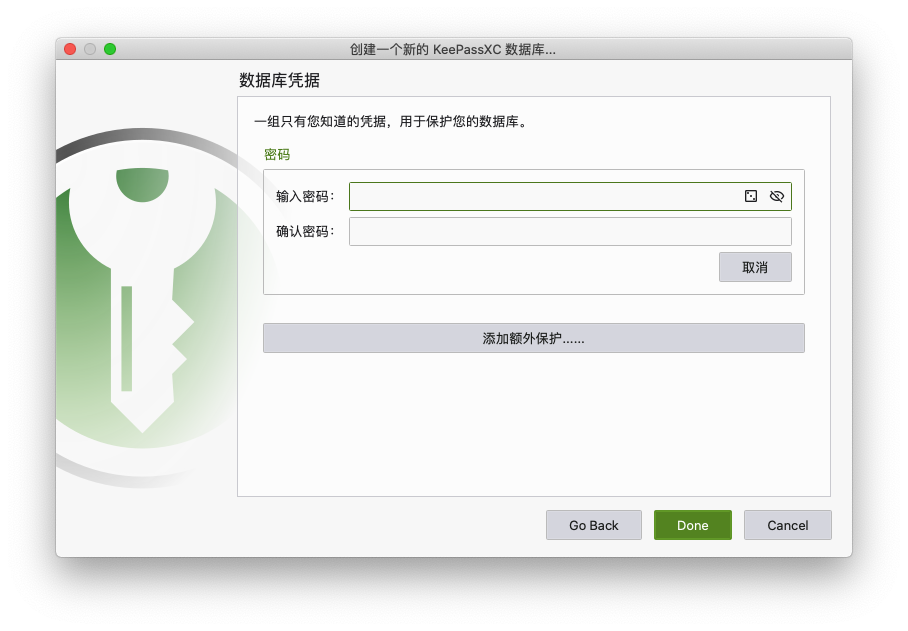 创建一个新的 KeePassXC 数据库...
数据库凭据
一组只有您知道的凭据，用于保护您的数据库。
密码
输入密码：
确认密码：
取消
添加额外保护......
Go Back
Done
Cancel